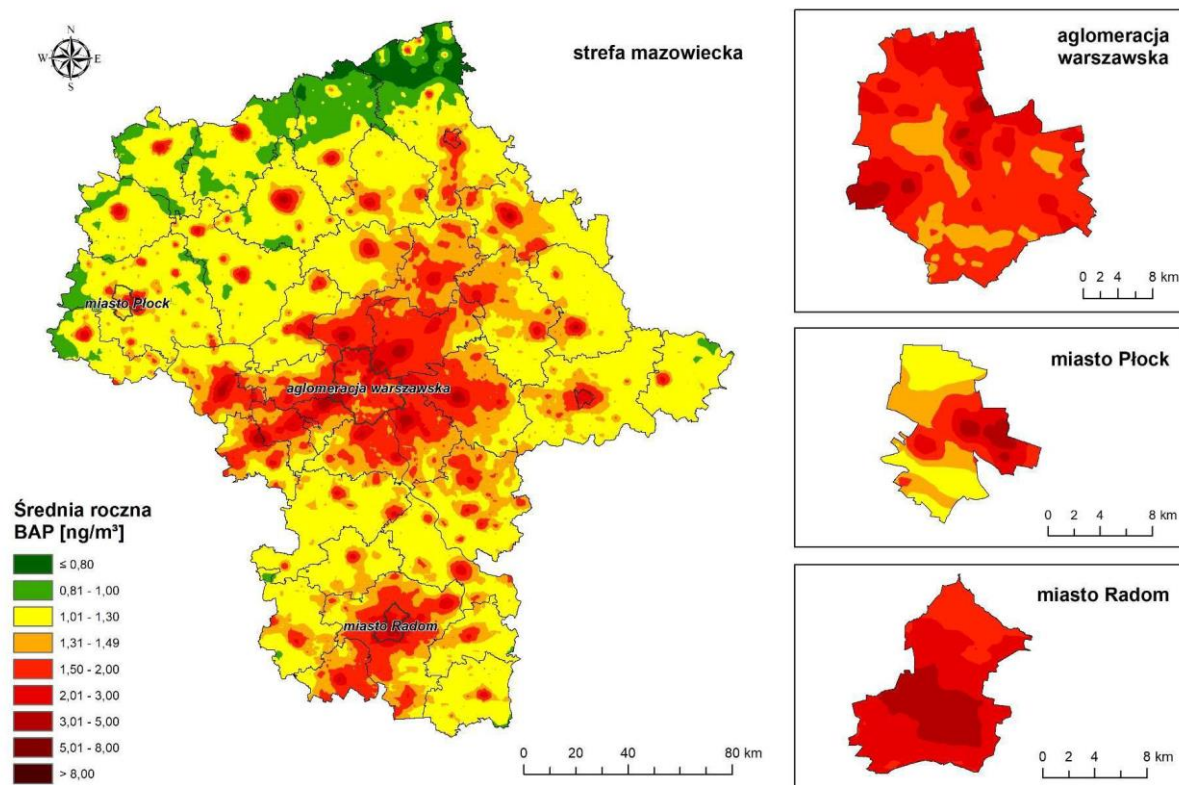 N
W E
S
strefa mazowiecka
miasto Płock
aglomeracja warszawska
miasto Radom
Średnia roczna
BAP [ng/m³]
≤ 0,80
0,81 - 1,00
1,01 - 1,30
1,31 - 1,49
1,50 - 2,00
2,01 - 3,00
3,01 - 5,00
5,01 - 8,00
> 8,00
0 20 40 80 km
aglomeracja
warszawska
0 2 4 8 km
miasto Płock
0 2 4 8 km
miasto Radom
0 2 4 8 km